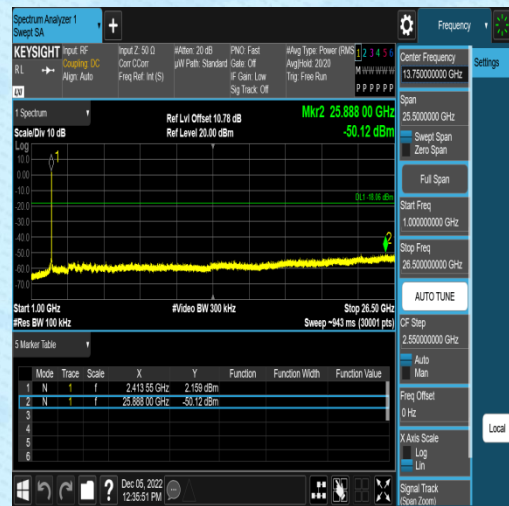 Spectrum Analyzer 1
Swept SA
+
Frequency
KEYSIGHT Input: RF Input Z: 50 Ω #Atten: 20 dB PNO: Fast #Avg Type: Power (RMS 1 2 3 4 5 6
RL Coupling: DC Corr CCorr µW Path: Standard Gate: Off Avg|Hold: 20/20 M W W W W W
Align: Auto Freq Ref: Int (S) IF Gain: Low Trig: Free Run
LXI Sig Track: Off P P P P P P
1 Spectrum
Scale/Div 10 dB
Ref Lvl Offset 10.78 dB
Ref Level 20.00 dBm
Mkr2 25.888 00 GHz
-50.12 dBm
Log
10.0
0.00
-10.0
-20.0
-30.0
-40.0
-50.0
-60.0
-70.0
1
DL1 -18.06 dBm
2
Start 1.00 GHz #Video BW 300 kHz Stop 26.50 GHz
#Res BW 100 kHz Sweep ~943 ms (30001 pts)
5 Marker Table
Mode Trace Scale X Y Function Function Width Function Value
1 N 1 f 2.413 55 GHz 2.159 dBm
2 N 1 f 25.888 00 GHz -50.12 dBm
3
4
5
6
Dec 05, 2022
12:35:51 PM
Center Frequency
13.750000000 GHz
Span
25.5000000 GHz
Swept Span
Zero Span
Full Span
Start Freq
1.000000000 GHz
Stop Freq
26.500000000 GHz
AUTO TUNE
CF Step
2.550000000 GHz
Auto
Man
Freq Offset
0 Hz
X Axis Scale
Log
Lin
Signal Track
(Span Zoom)
Settings
Local